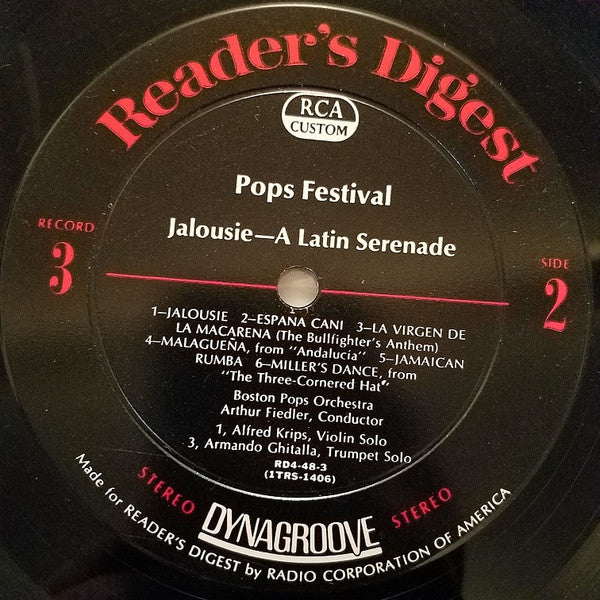 Reader's Digest
RCA
CUSTOM
Pops Festival
Jalousie—A Latin Serenade
RECORD
3
SIDE
2
1–JALOUSIE 2–ESPAÑA CANI 3–LA VIRGEN DE
LA MACARENA (The Bullfighter's Anthem)
4–MALAGUEÑA, from "Andalucía" 5–JAMAICAN
RUMBA 6–MILLER'S DANCE, from
"The Three-Cornered Hat"
Boston Pops Orchestra
Arthur Fiedler, Conductor
1, Alfred Krips, Violin Solo
3, Armando Ghitalla, Trumpet Solo
RD4-48-3
(1TRS-1406)
STEREO DYNAGROOVE STEREO
Made for READER'S DIGEST by RADIO CORPORATION OF AMERICA